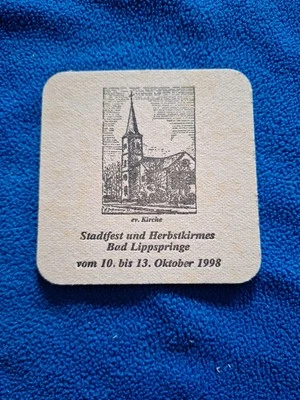 ev. Kirche
Stadtfest und Herbstkirmes
Bad Lippspringe
vom 10. bis 13. Oktober 1998